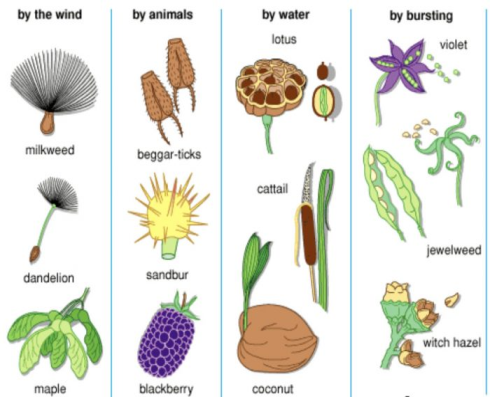 by the wind
milkweed
dandelion
maple
by animals
beggar-ticks
sandbur
blackberry
by water
lotus
cattail
coconut
by bursting
violet
jewelweed
witch hazel